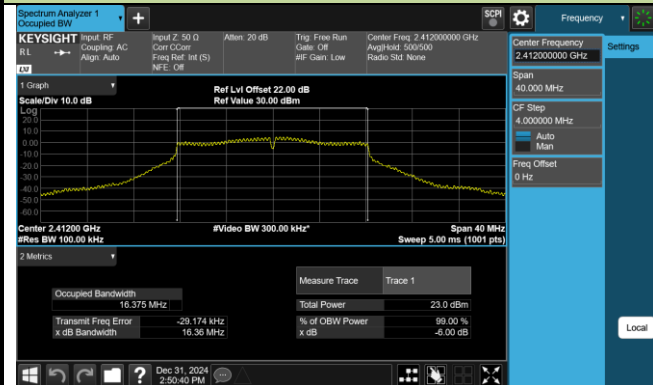 Spectrum Analyzer 1
Occupied BW
+
SCPI
Frequency
KEYSIGHT
RL
LXI
Input: RF
Coupling: AC
Align: Auto
Input Z: 50 Ω
Corr CCorr
Freq Ref: Int (S)
NFE: Off
Atten: 20 dB
Trig: Free Run
Gate: Off
#IF Gain: Low
Center Freq: 2.412000000 GHz
Avg|Hold: 500/500
Radio Std: None
Center Frequency
2.412000000 GHz
Settings
Span
40.000 MHz
CF Step
4.000000 MHz
Auto
Man
Freq Offset
0 Hz
1 Graph
Scale/Div 10.0 dB
Ref Lvl Offset 22.00 dB
Ref Value 30.00 dBm
Log
20.0
10.0
0.00
-10.0
-20.0
-30.0
-40.0
-50.0
-60.0
Center 2.41200 GHz
#Res BW 100.00 kHz
#Video BW 300.00 kHz*
Span 40 MHz
Sweep 5.00 ms (1001 pts)
2 Metrics
Measure Trace Trace 1
Occupied Bandwidth
16.375 MHz
Total Power 23.0 dBm
Transmit Freq Error -29.174 kHz
% of OBW Power 99.00 %
x dB Bandwidth 16.36 MHz
x dB -6.00 dB
Local
?
Dec 31, 2024
2:50:40 PM